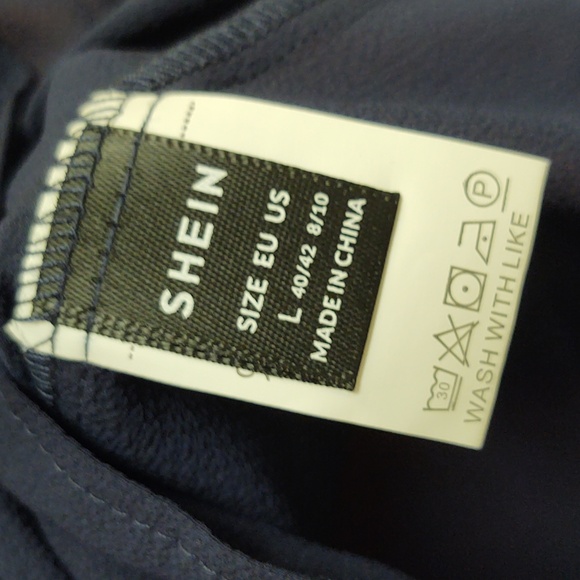 SHEIN
SIZE EU US
L 40/42 8/10
MADE IN CHINA
30 P
WASH WITH LIKE